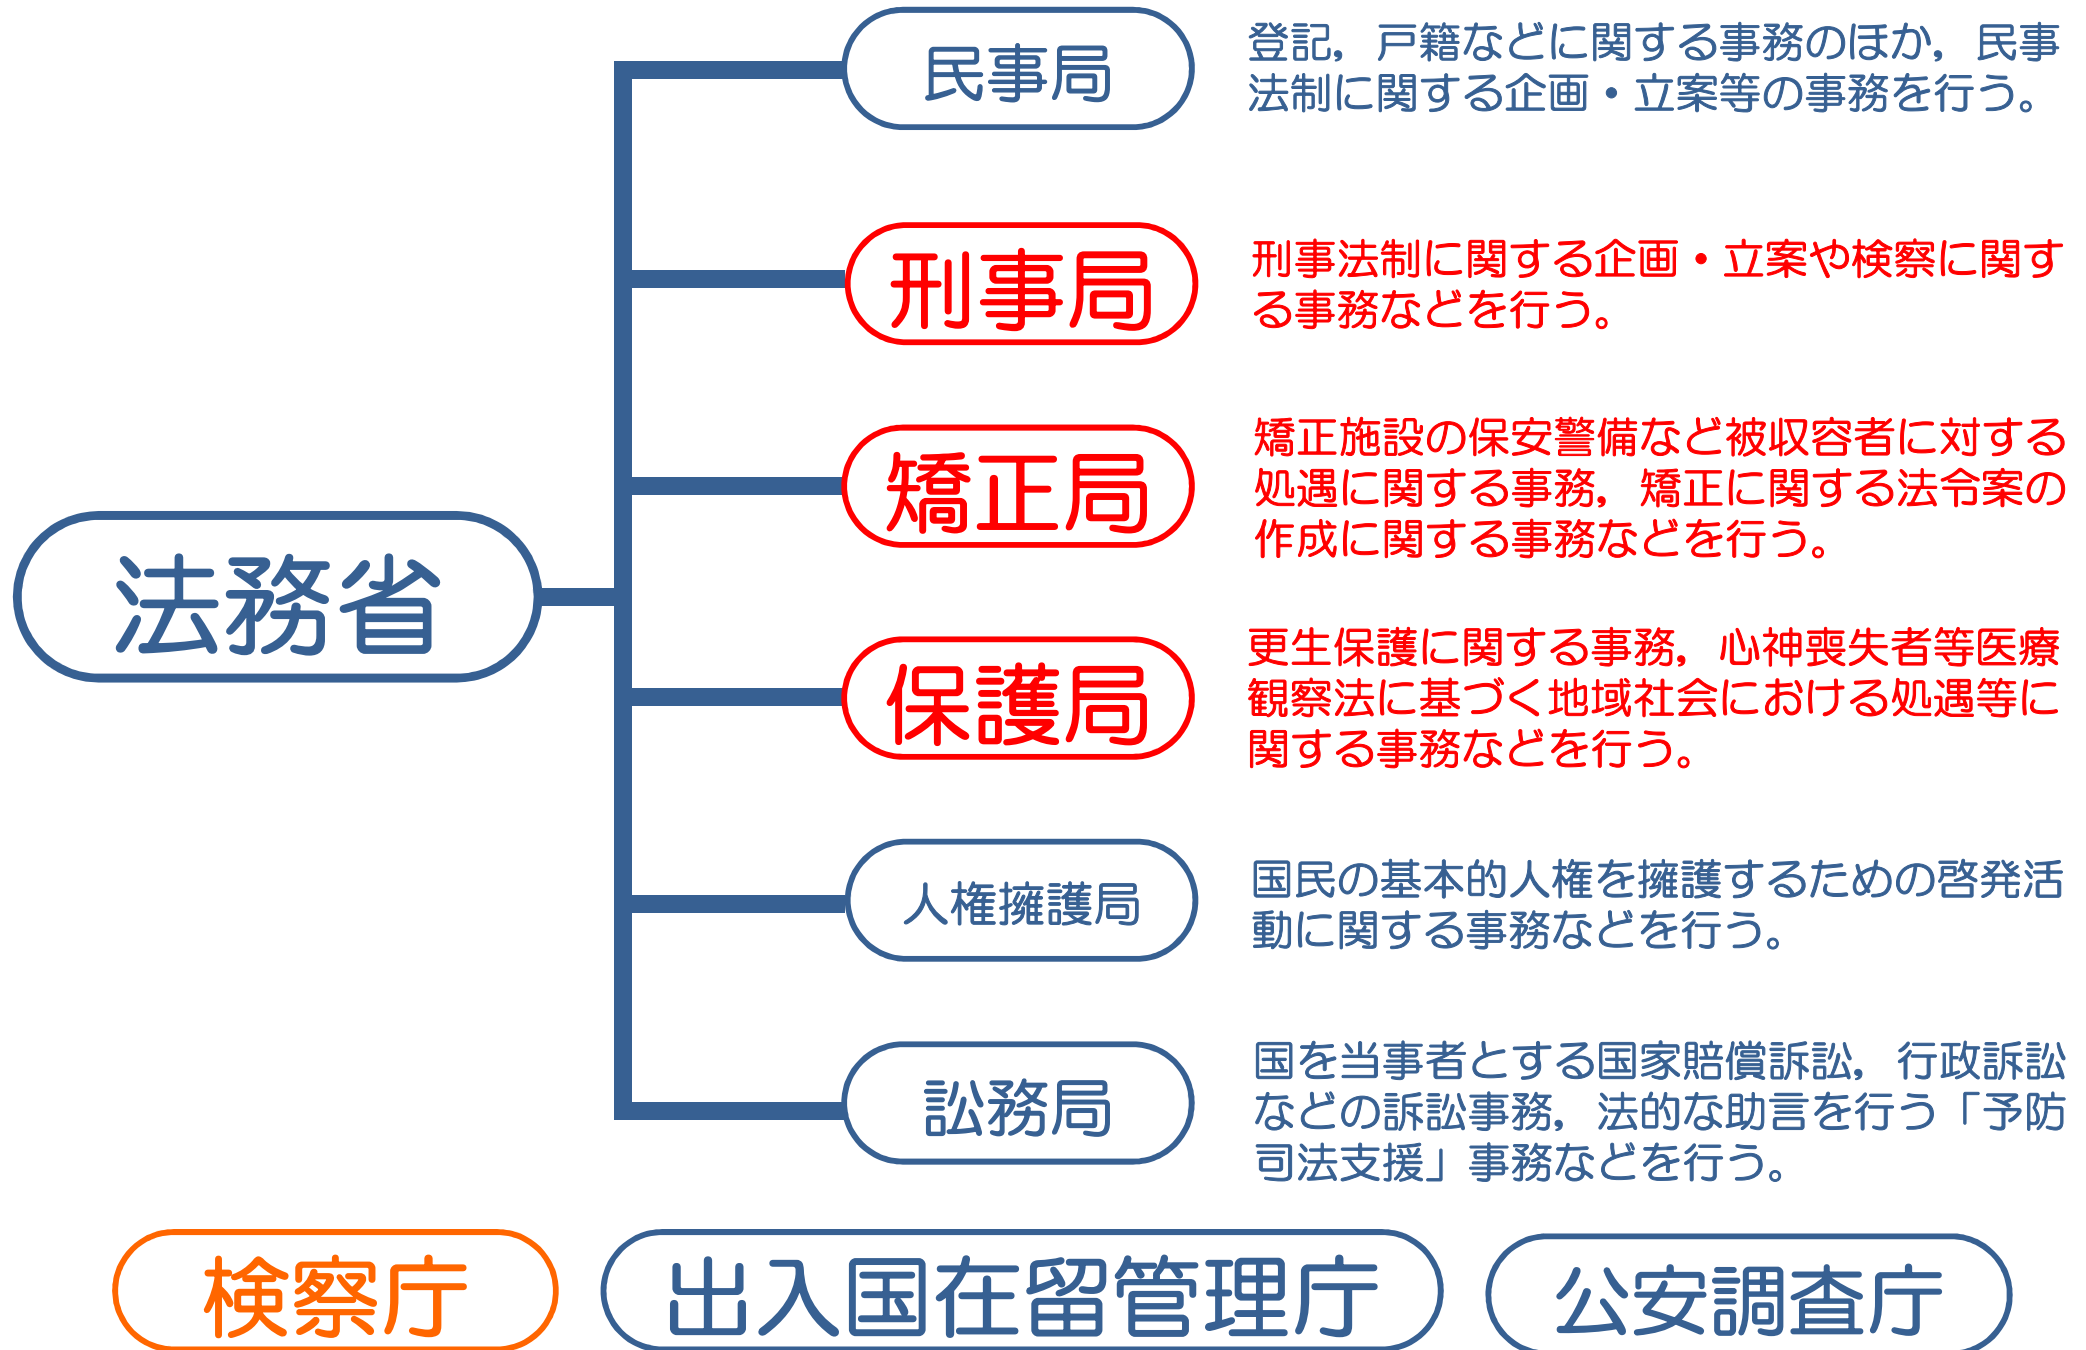 民事局
登記，戸籍などに関する事務のほか，民事
法制に関する企画・立案等の事務を行う。
刑事局
刑事法制に関する企画・立案や検察に関す
る事務などを行う。
矯正局
矯正施設の保安警備など被収容者に対する
処遇に関する事務，矯正に関する法令案の
作成に関する事務などを行う。
法務省
保護局
更生保護に関する事務，心神喪失者等医療
観察法に基づく地域社会における処遇等に
関する事務などを行う。
人権擁護局
国民の基本的人権を擁護するための啓発活
動に関する事務などを行う。
訟務局
国を当事者とする国家賠償訴訟，行政訴訟
などの訴訟事務，法的な助言を行う「予防
司法支援」事務などを行う。
検察庁
出入国在留管理庁
公安調査庁